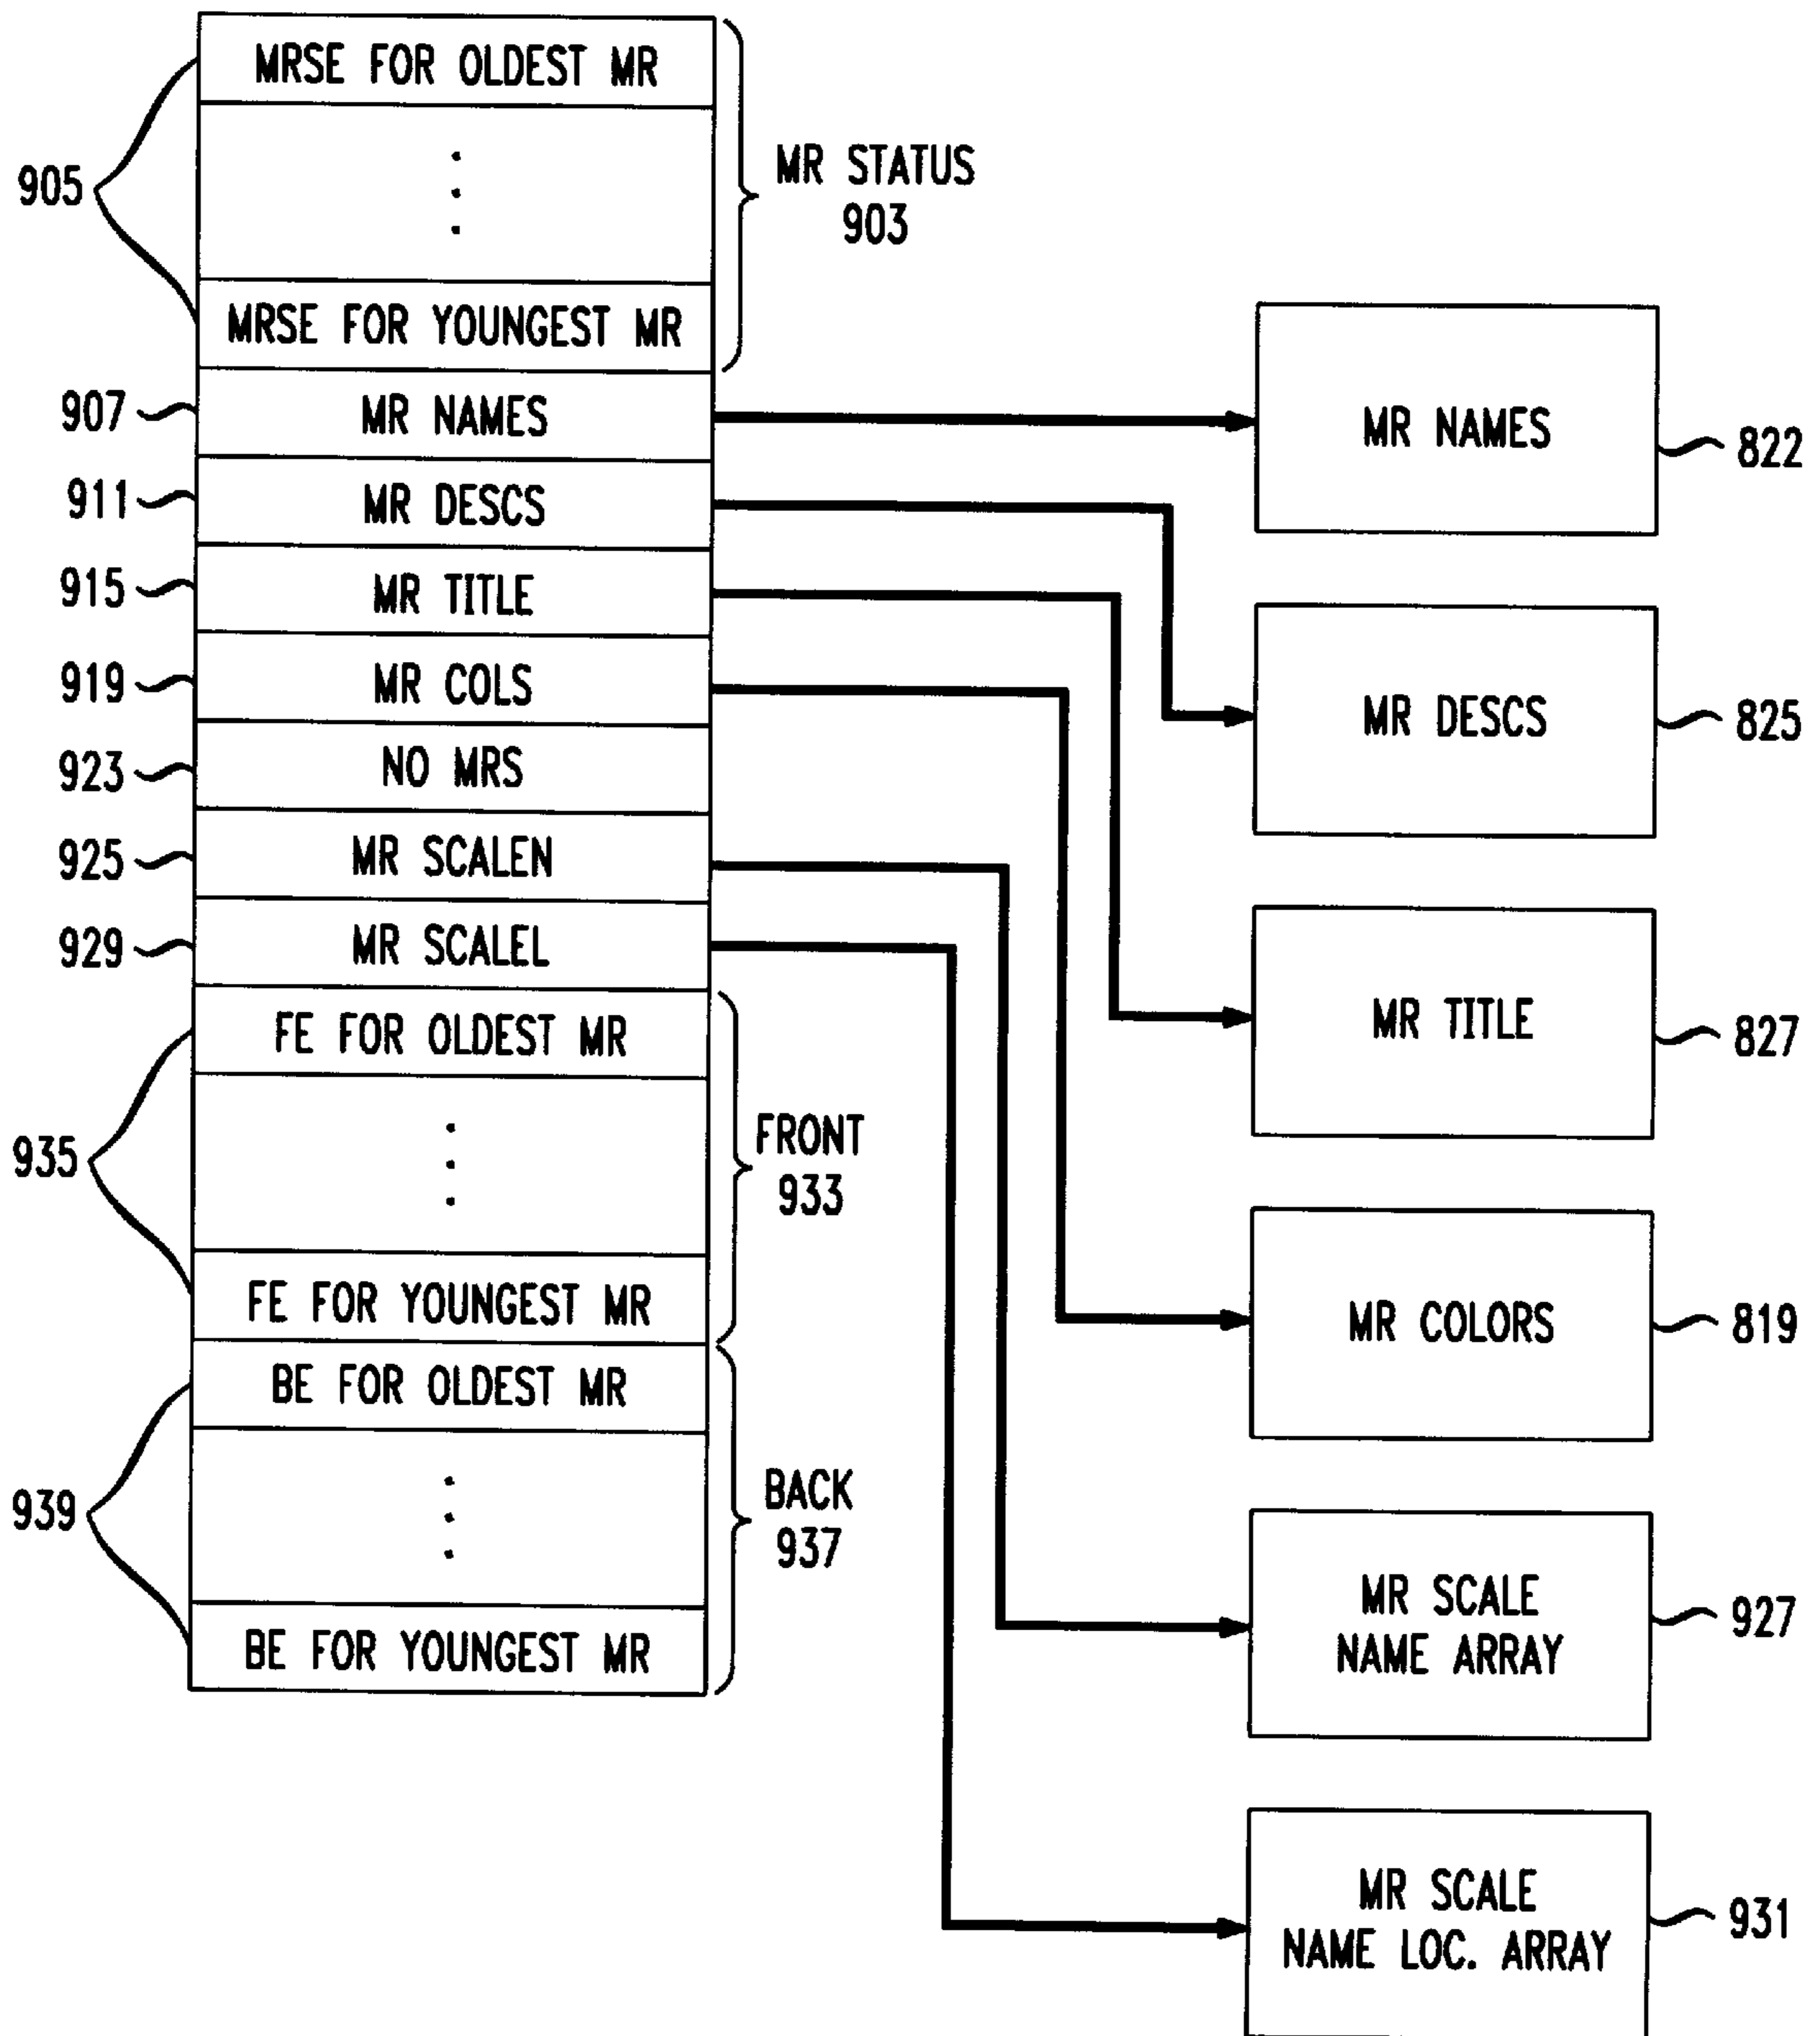 MRSE FOR OLDEST MR
905
MR STATUS
903
MRSE FOR YOUNGEST MR
907
MR NAMES
MR NAMES
822
911
MR DESCS
915
MR TITLE
MR DESCS
825
919
MR COLS
923
NO MRS
925
MR SCALEN
929
MR SCALEL
MR TITLE
827
FE FOR OLDEST MR
935
FRONT
933
FE FOR YOUNGEST MR
MR COLORS
819
BE FOR OLDEST MR
939
BACK
937
BE FOR YOUNGEST MR
MR SCALE
NAME ARRAY
927
MR SCALE
NAME LOC. ARRAY
931